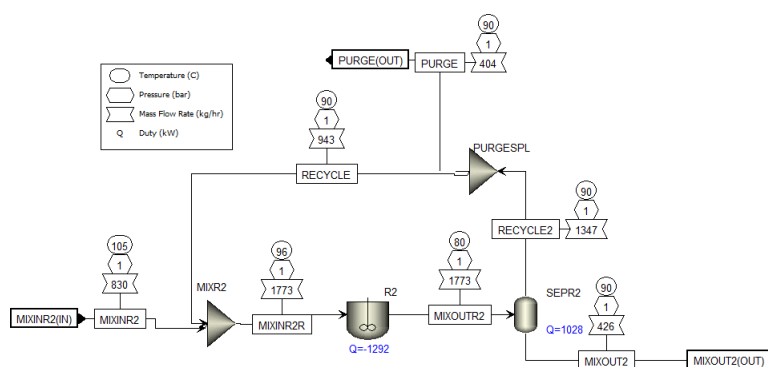 90
1
PURGE(OUT)
PURGE
404
Temperature (C)
Pressure (bar)
Mass Flow Rate (kg/hr)
Q Duty (kW)
90
1
943
PURGESPL
RECYCLE
90
1
RECYCLE2
1347
105
1
830
96
1
1773
80
1
1773
MIXR2
R2
SEPR2
90
1
426
MIXINR2(IN)
MIXINR2
MIXINR2R
MIXOUTR2
Q=1028
Q=-1292
MIXOUT2
MIXOUT2(OUT)